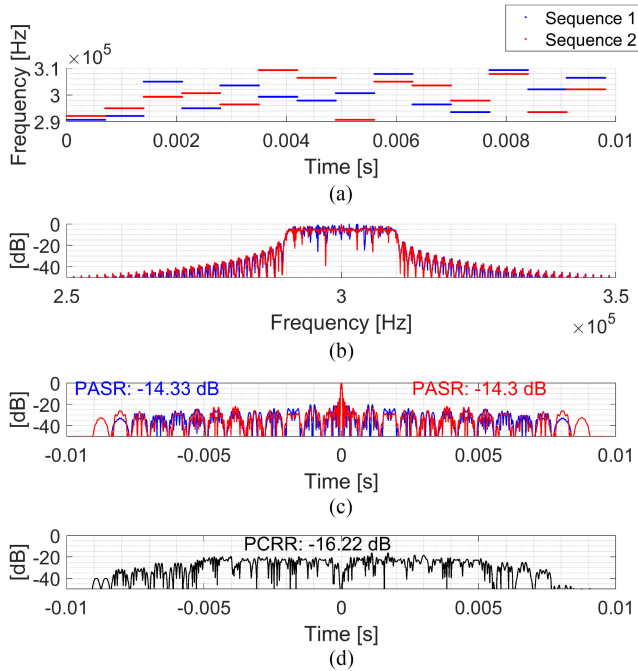 Sequence 1
Sequence 2
× 10^5
Frequency [Hz]
3.1
3
2.9
0 0.002 0.004 0.006 0.008 0.01
Time [s]
(a)
[dB]
0
-20
-40
2.5 3 3.5
Frequency [Hz]
× 10^5
(b)
PASR: -14.33 dB PASR: -14.3 dB
[dB]
0
-20
-40
-0.01 -0.005 0 0.005 0.01
Time [s]
(c)
PCRR: -16.22 dB
[dB]
0
-20
-40
-0.01 -0.005 0 0.005 0.01
Time [s]
(d)